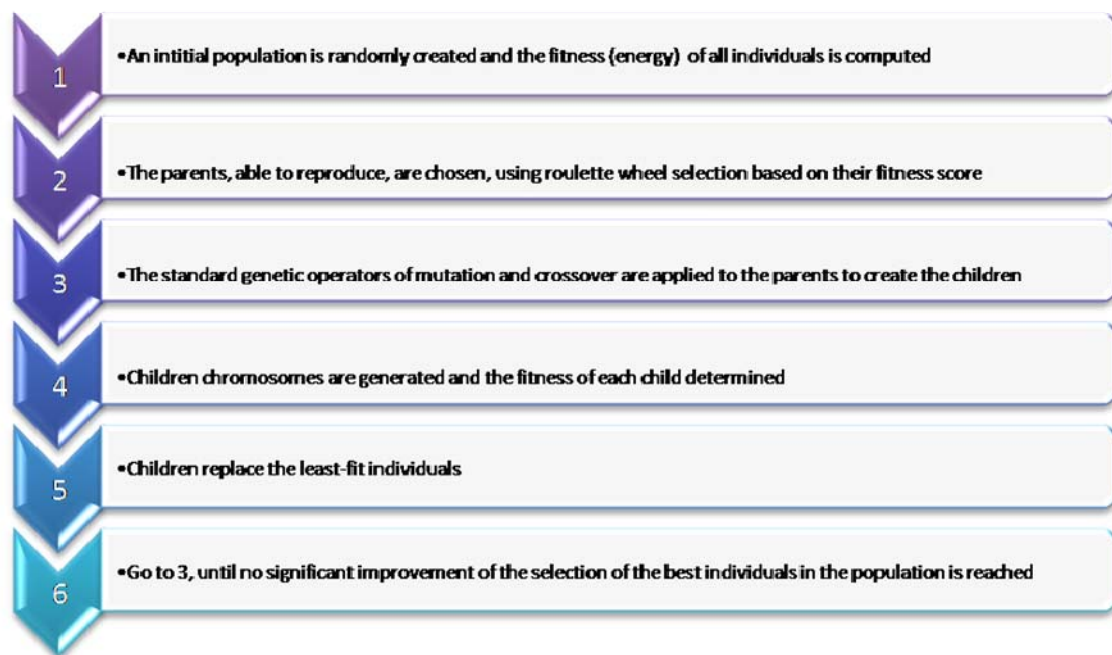 1
•An intitial population is randomly created and the fitness (energy) of all individuals is computed
2
•The parents, able to reproduce, are chosen, using roulette wheel selection based on their fitness score
3
•The standard genetic operators of mutation and crossover are applied to the parents to create the children
4
•Children chromosomes are generated and the fitness of each child determined
5
•Children replace the least-fit individuals
6
•Go to 3, until no significant improvement of the selection of the best individuals in the population is reached